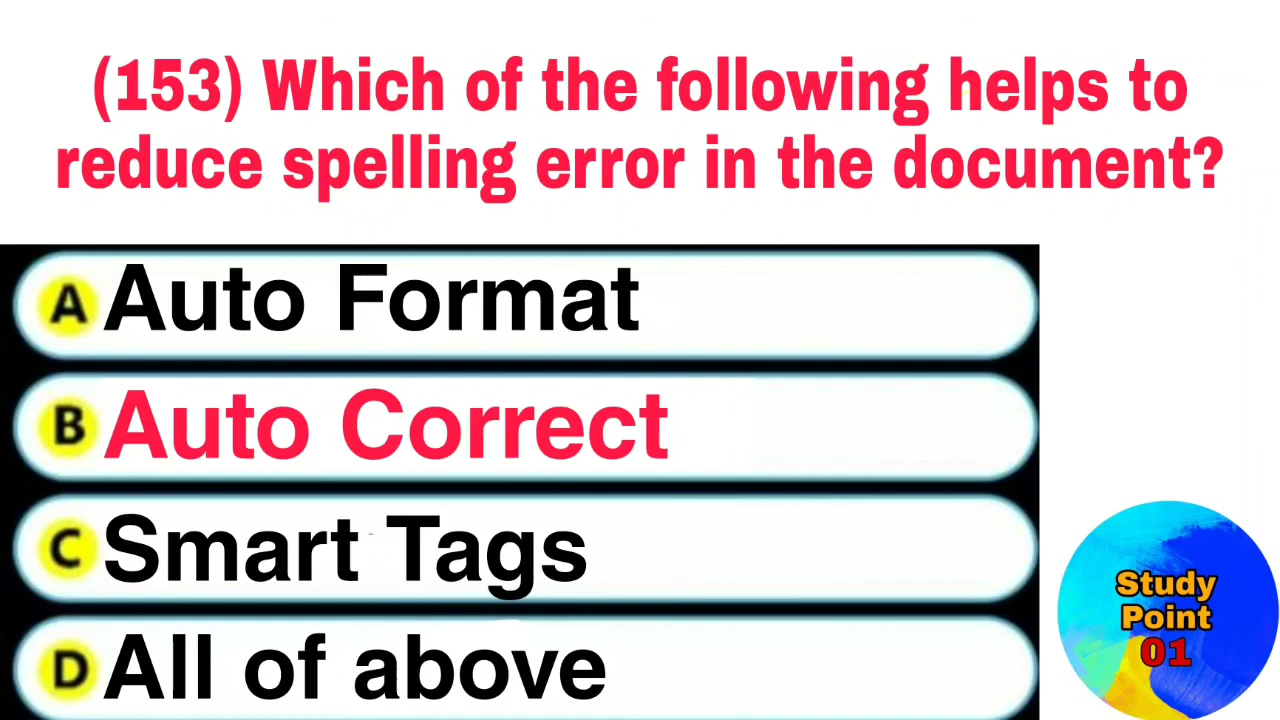 (153) Which of the following helps to
reduce spelling error in the document?
A Auto Format
B Auto Correct
C Smart Tags
D All of above
Study
Point
01